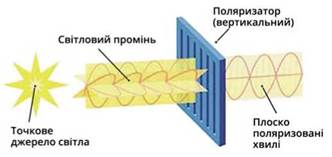 Поляризатор
(вертикальний)
Світловий промінь
Точкове
джерело світла
Плоско
поляризовані
хвилі